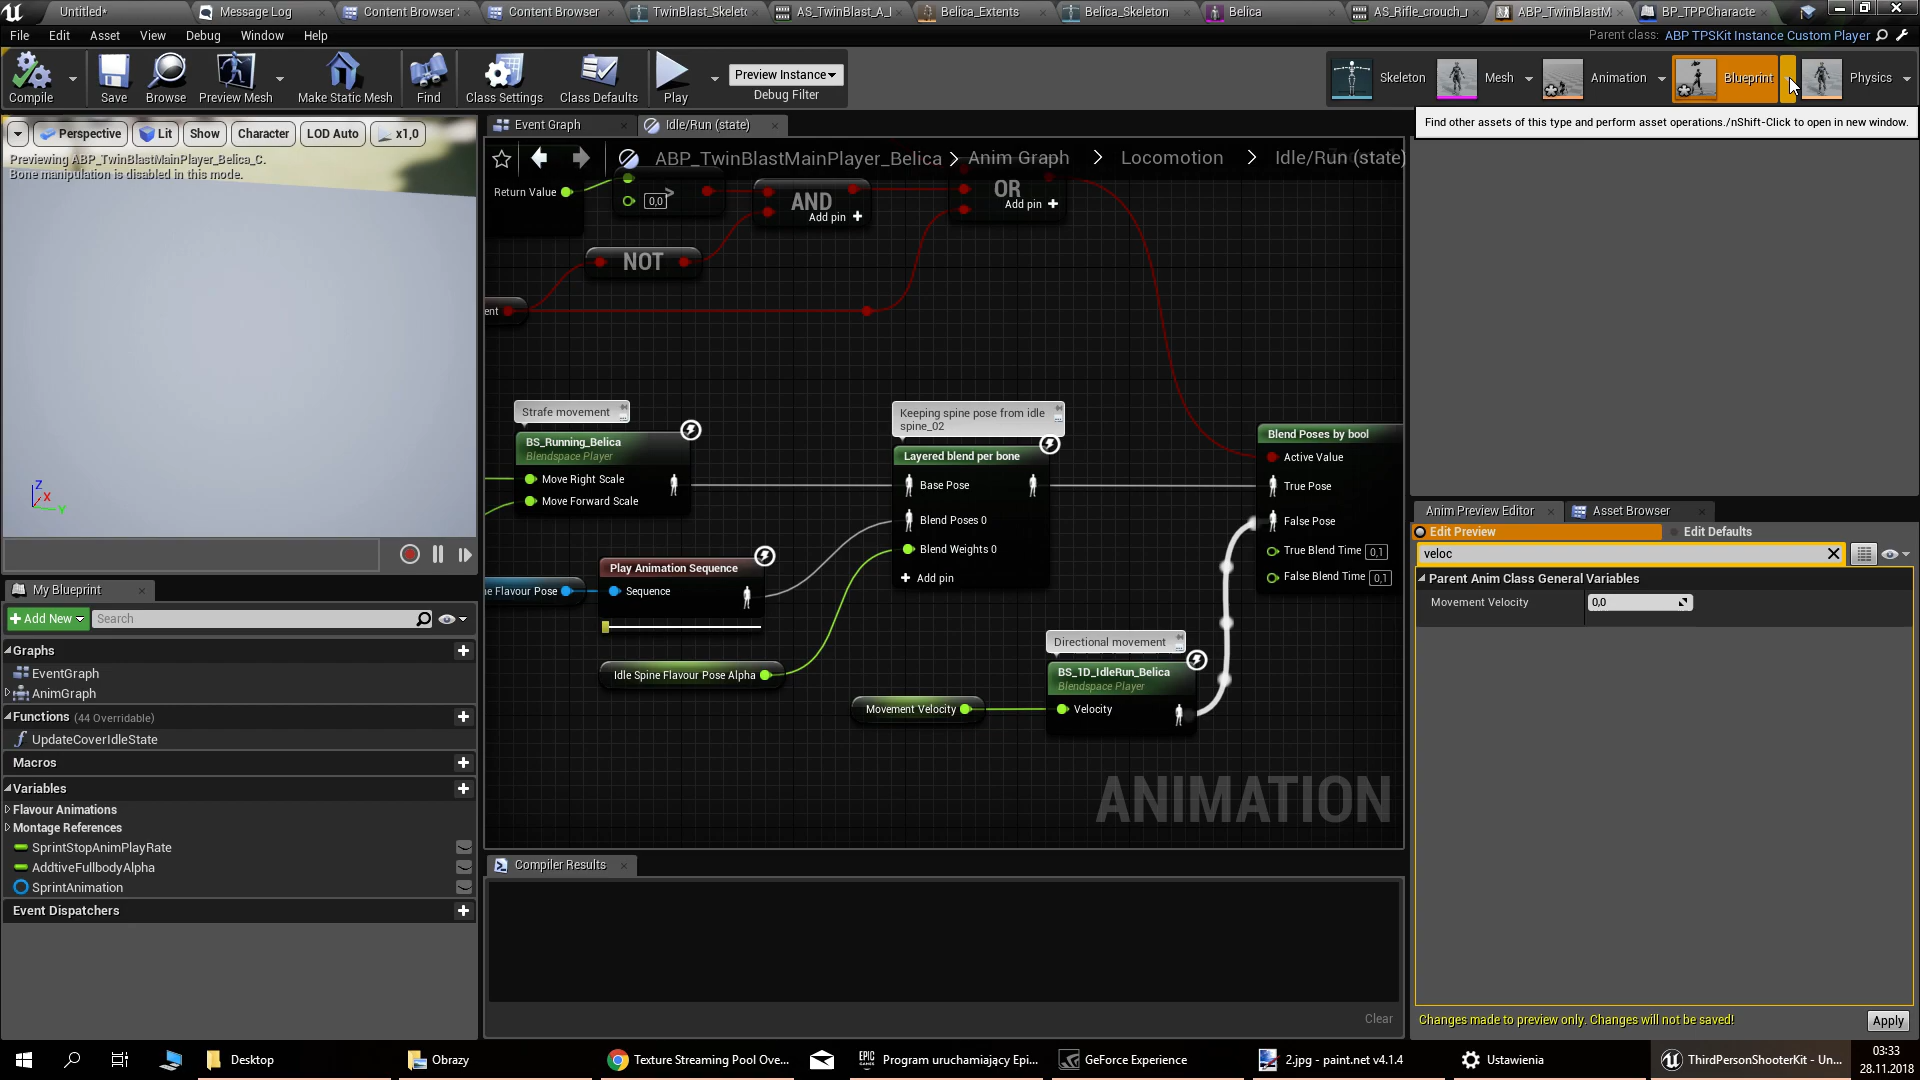 Untitled*
Message Log
Content Browser
Content Browser
TwinBlast_Skelet
AS_TwinBlast_A_I
Belica_Extents
Belica_Skeleton
Belica
AS_Rifle_crouch_r
ABP_TwinBlastM
BP_TPPCharacte
File Edit Asset View Debug Window Help
Parent class: ABP TPSKit Instance Custom Player
Compile
Save
Browse
Preview Mesh
Make Static Mesh
Find
Class Settings
Class Defaults
Play
Preview Instance
Debug Filter
Skeleton
Mesh
Animation
Blueprint
Physics
Find other assets of this type and perform asset operations./nShift-Click to open in new window.
Perspective Lit Show Character LOD Auto x1,0
Previewing ABP_TwinBlastMainPlayer_Belica_C.
Bone manipulation is disabled in this mode.
Z
X
Y
Event Graph
Idle/Run (state)
ABP_TwinBlastMainPlayer_Belica > Anim Graph > Locomotion > Idle/Run (state)
Return Value
0,0
>
AND
Add pin +
OR
Add pin +
NOT
ent
Strafe movement
BS_Running_Belica
Blendspace Player
Move Right Scale
Move Forward Scale
Keeping spine pose from idle
spine_02
Layered blend per bone
Base Pose
Blend Poses 0
Blend Weights 0
+ Add pin
Blend Poses by bool
Active Value
True Pose
False Pose
True Blend Time 0,1
False Blend Time 0,1
Play Animation Sequence
Sequence
e Flavour Pose
Idle Spine Flavour Pose Alpha
Directional movement
BS_1D_IdleRun_Belica
Blendspace Player
Velocity
Movement Velocity
ANIMATION
My Blueprint
+ Add New
Search
Graphs
EventGraph
AnimGraph
Functions (44 Overridable)
UpdateCoverIdleState
Macros
Variables
Flavour Animations
Montage References
SprintStopAnimPlayRate
AddtiveFullbodyAlpha
SprintAnimation
Event Dispatchers
Compiler Results
Clear
Anim Preview Editor
Asset Browser
Edit Preview
Edit Defaults
veloc
Parent Anim Class General Variables
Movement Velocity
0,0
Changes made to preview only. Changes will not be saved!
Apply
Desktop
Obrazy
Texture Streaming Pool Ove...
Program uruchamiający Epi...
GeForce Experience
2.jpg - paint.net v4.1.4
Ustawienia
ThirdPersonShooterKit - Un...
03:33
28.11.2018